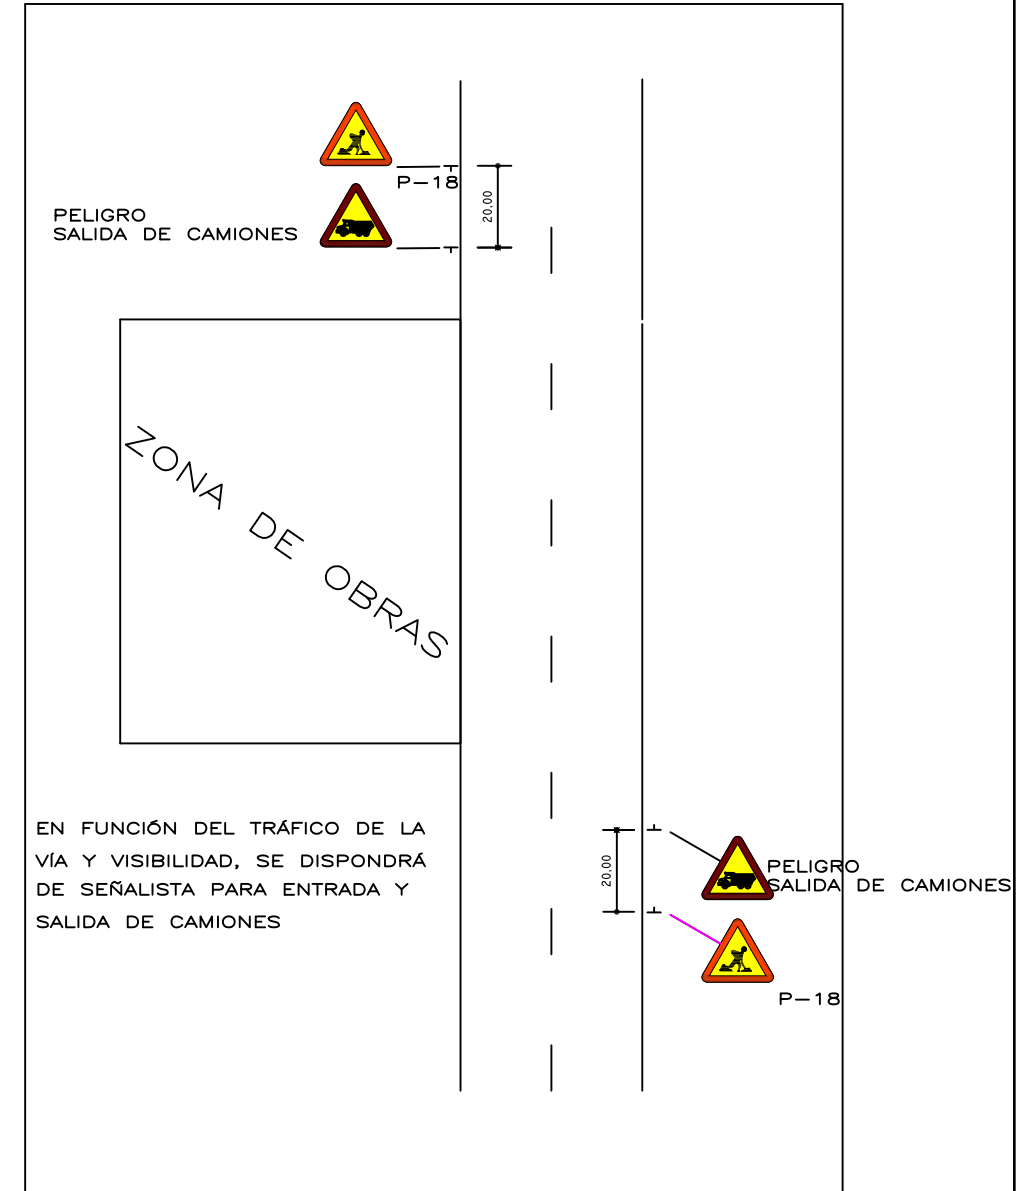 P-18
20,00
PELIGRO
SALIDA DE CAMIONES
ZONA DE OBRAS
EN FUNCIÓN DEL TRÁFICO DE LA
VÍA Y VISIBILIDAD, SE DISPONDRÁ
DE SEÑALISTA PARA ENTRADA Y
SALIDA DE CAMIONES
20,00
PELIGRO
SALIDA DE CAMIONES
P-18